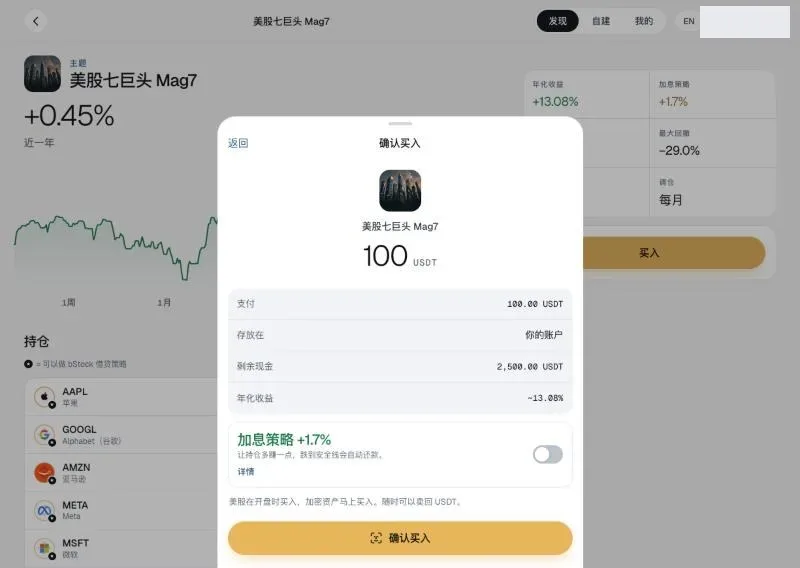 美股七巨头 Mag7
发现
自建
我的
EN
主题
美股七巨头 Mag7
+0.45%
近一年
1周
1月
持仓
= 可以做 bStock 借贷策略
AAPL
苹果
GOOGL
Alphabet（谷歌）
AMZN
亚马逊
META
Meta
MSFT
微软
年化收益
+13.08%
加息策略
+1.7%
最大回撤
-29.0%
调仓
每月
买入
返回
确认买入
美股七巨头 Mag7
100 USDT
支付
100.00 USDT
存放在
你的账户
剩余现金
2,500.00 USDT
年化收益
~13.08%
加息策略 +1.7%
让持仓多赚一点，跌到安全线会自动还款。
详情
美股在开盘时买入，加密资产马上买入。随时可以卖回 USDT。
确认买入